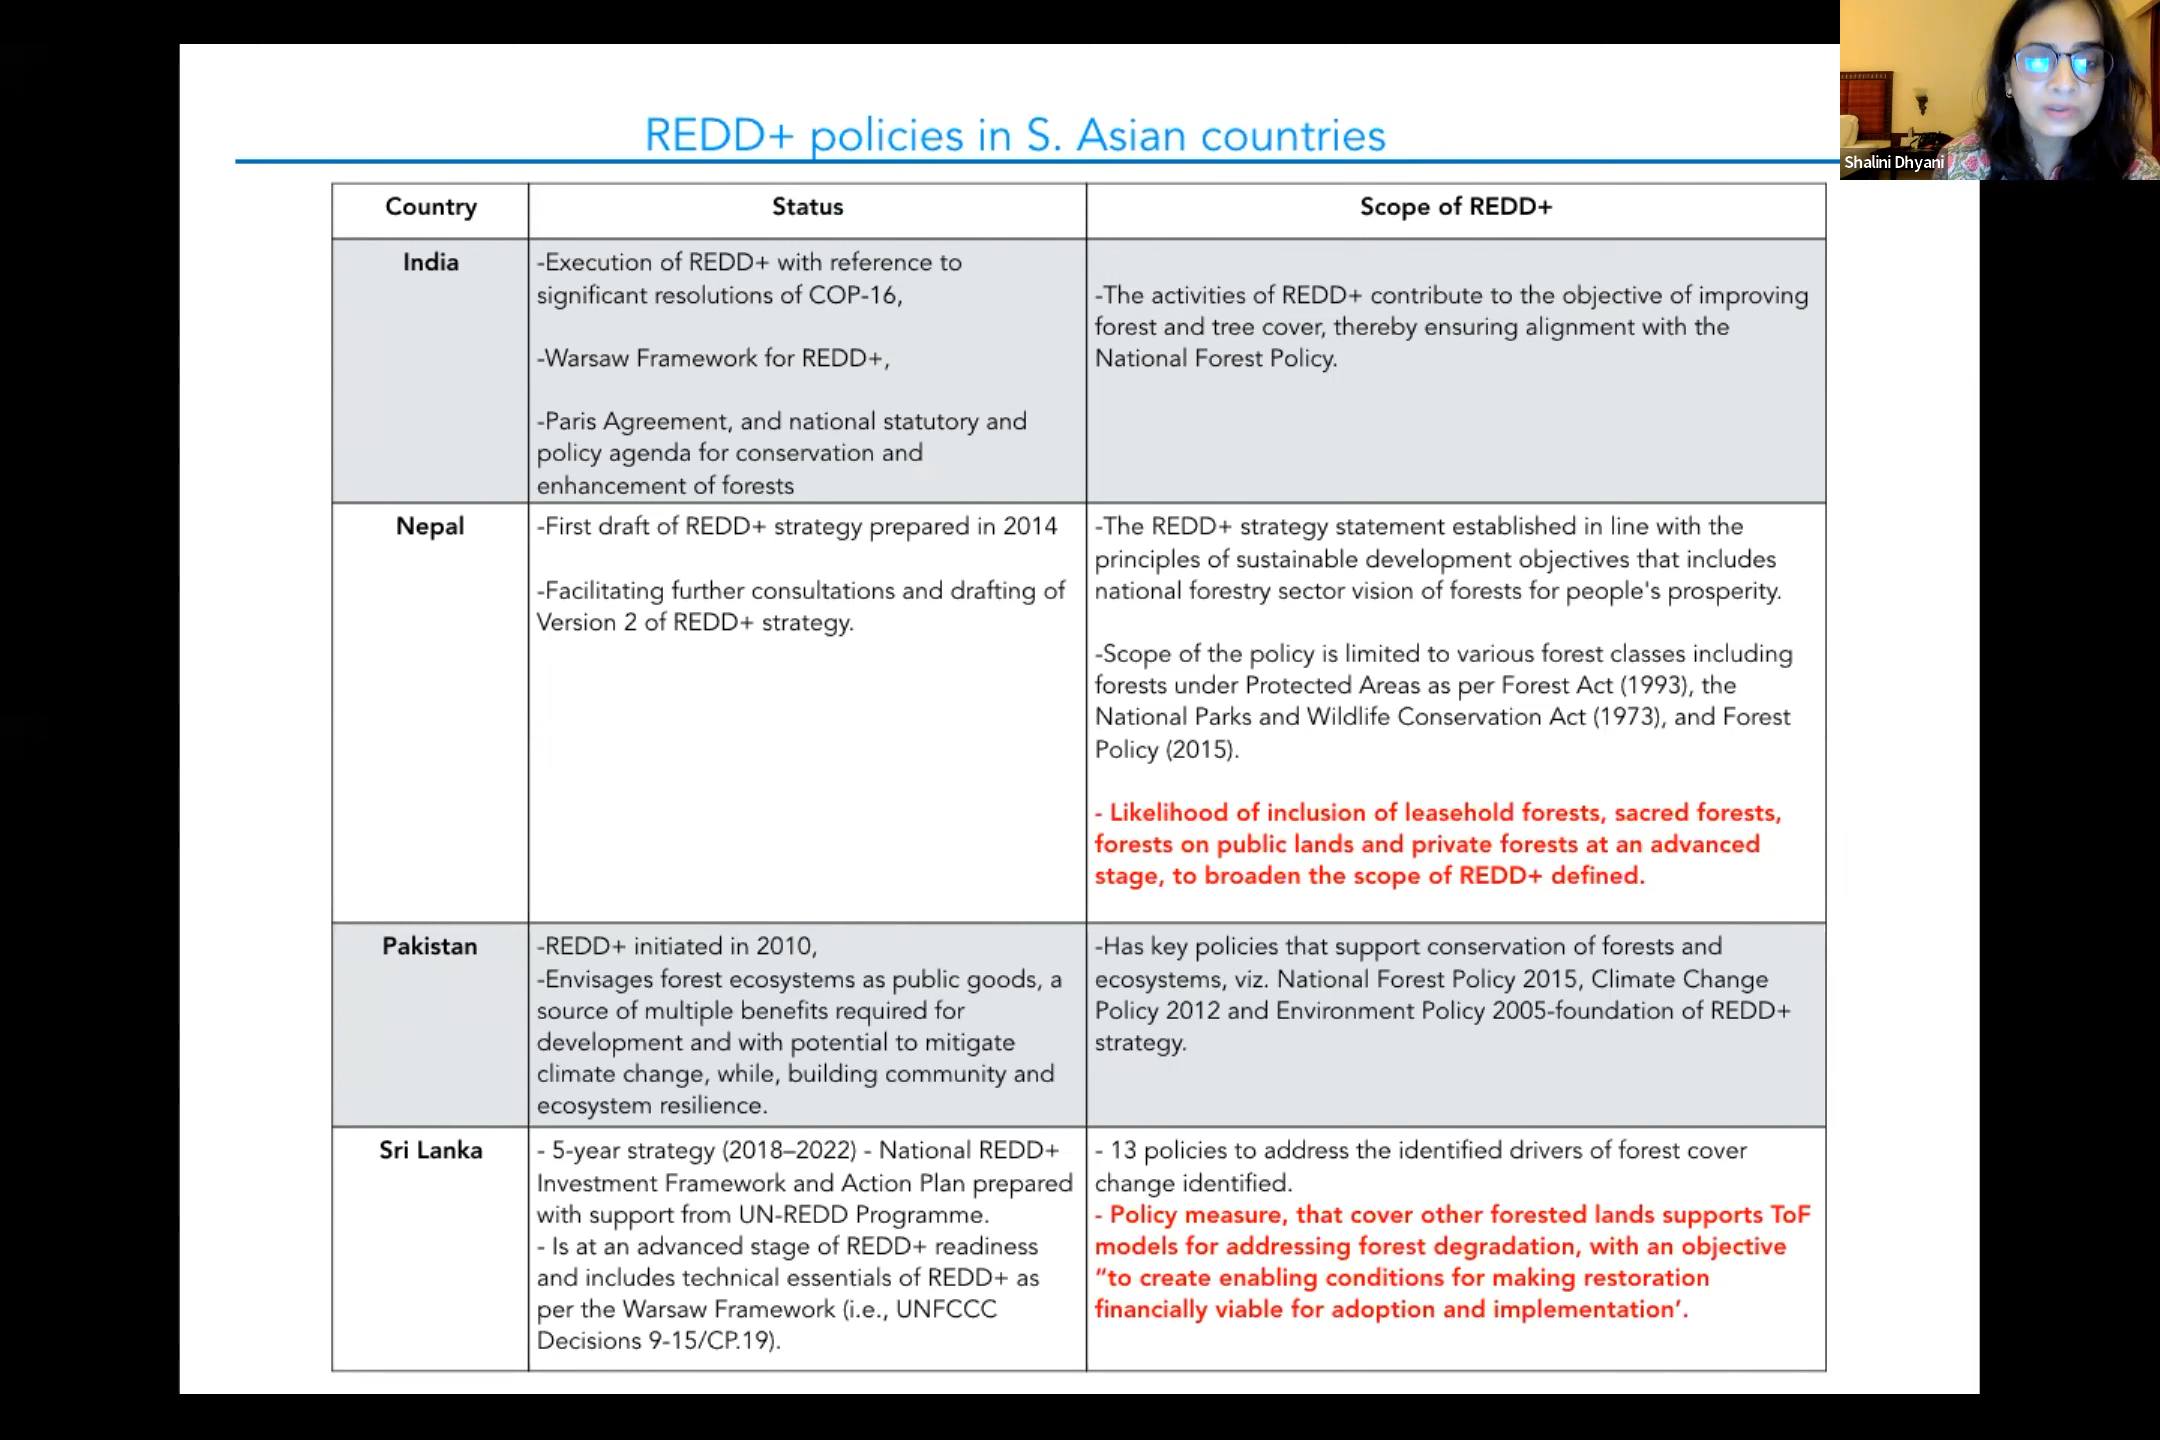 REDD+ policies in S. Asian countries
Shalini Dhyani
Country
Status
Scope of REDD+
India
-Execution of REDD+ with reference to
significant resolutions of COP-16,
-Warsaw Framework for REDD+,
-Paris Agreement, and national statutory and
policy agenda for conservation and
enhancement of forests
-The activities of REDD+ contribute to the objective of improving
forest and tree cover, thereby ensuring alignment with the
National Forest Policy.
Nepal
-First draft of REDD+ strategy prepared in 2014
-Facilitating further consultations and drafting of
Version 2 of REDD+ strategy.
-The REDD+ strategy statement established in line with the
principles of sustainable development objectives that includes
national forestry sector vision of forests for people's prosperity.
-Scope of the policy is limited to various forest classes including
forests under Protected Areas as per Forest Act (1993), the
National Parks and Wildlife Conservation Act (1973), and Forest
Policy (2015).
- Likelihood of inclusion of leasehold forests, sacred forests,
forests on public lands and private forests at an advanced
stage, to broaden the scope of REDD+ defined.
Pakistan
-REDD+ initiated in 2010,
-Envisages forest ecosystems as public goods, a
source of multiple benefits required for
development and with potential to mitigate
climate change, while, building community and
ecosystem resilience.
-Has key policies that support conservation of forests and
ecosystems, viz. National Forest Policy 2015, Climate Change
Policy 2012 and Environment Policy 2005-foundation of REDD+
strategy.
Sri Lanka
- 5-year strategy (2018–2022) - National REDD+
Investment Framework and Action Plan prepared
with support from UN-REDD Programme.
- Is at an advanced stage of REDD+ readiness
and includes technical essentials of REDD+ as
per the Warsaw Framework (i.e., UNFCCC
Decisions 9-15/CP.19).
- 13 policies to address the identified drivers of forest cover
change identified.
- Policy measure, that cover other forested lands supports ToF
models for addressing forest degradation, with an objective
“to create enabling conditions for making restoration
financially viable for adoption and implementation’.